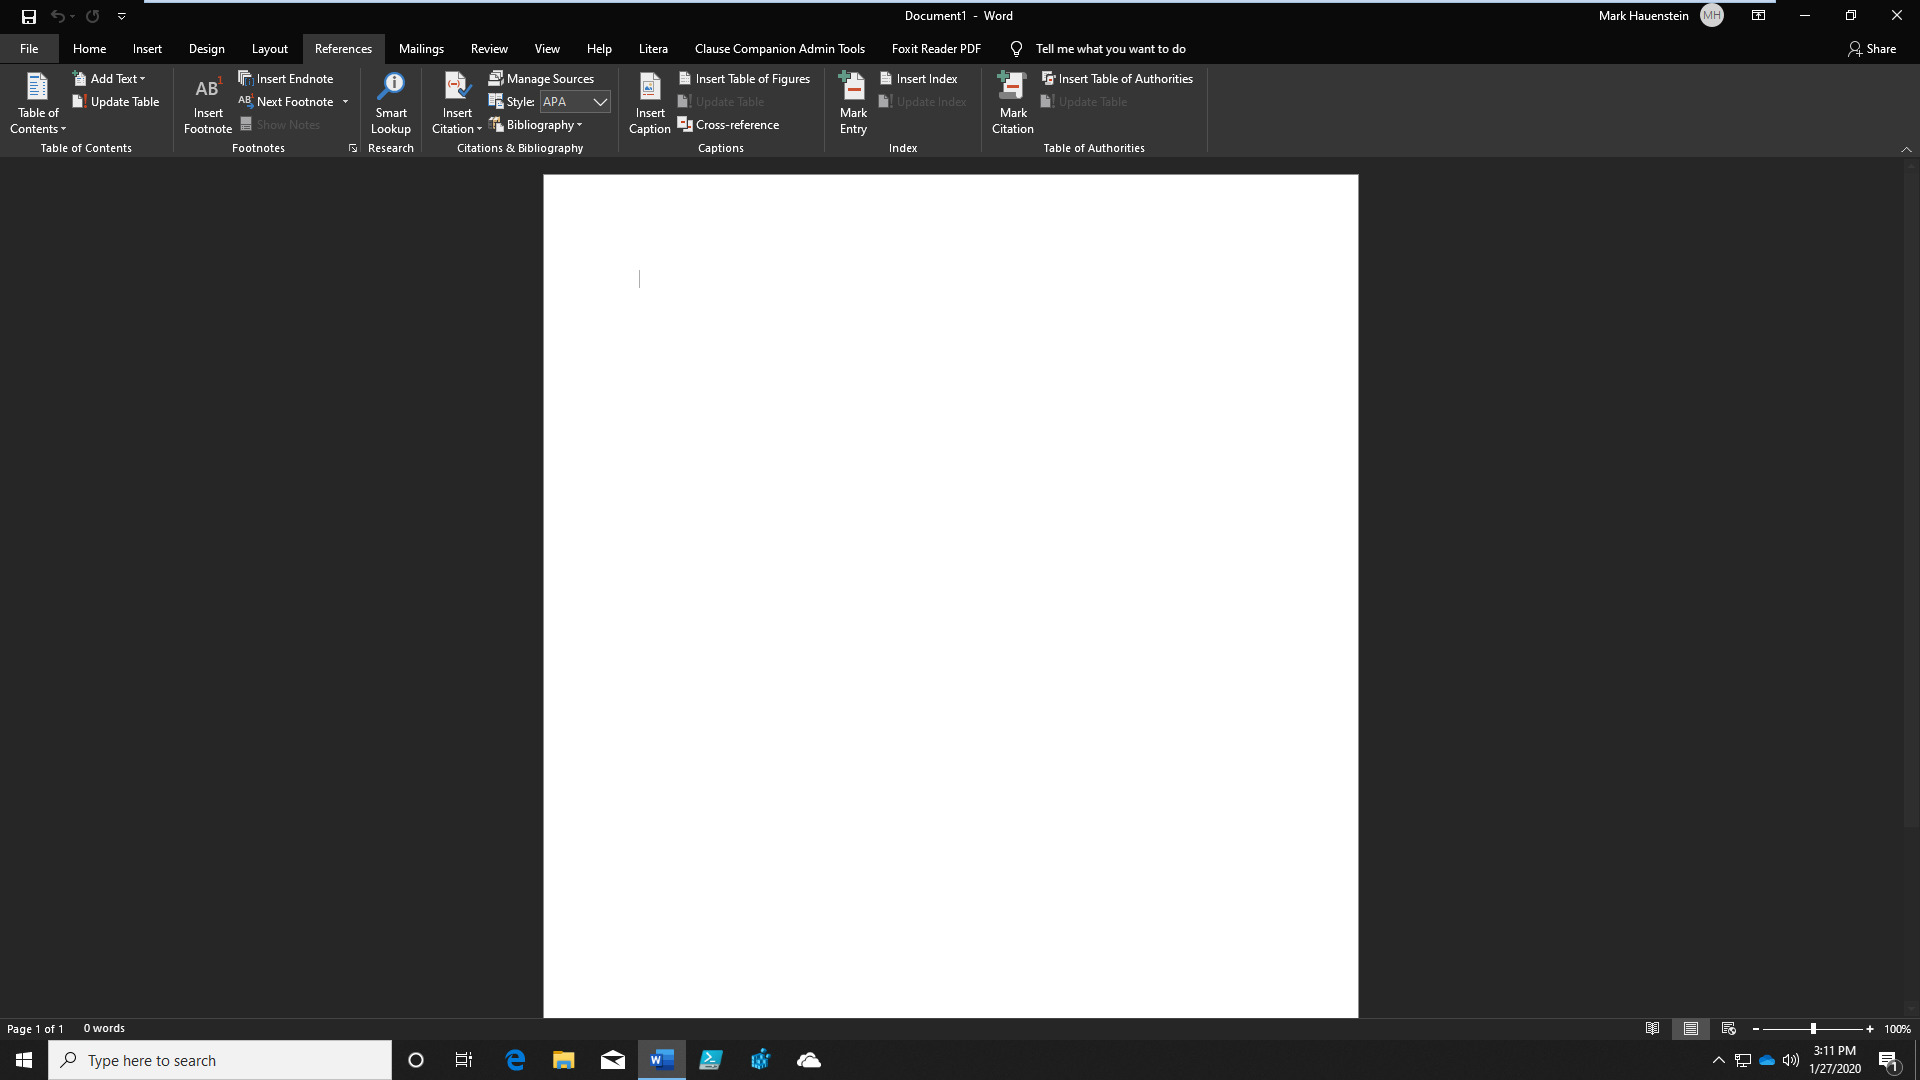 Document1 - Word
Mark Hauenstein MH
File Home Insert Design Layout References Mailings Review View Help Litera Clause Companion Admin Tools Foxit Reader PDF Tell me what you want to do Share
Table of Contents
Add Text
Update Table
Table of Contents
AB1
Insert Footnote
Insert Endnote
Next Footnote
Show Notes
Footnotes
Smart Lookup
Research
Insert Citation
Manage Sources
Style: APA
Bibliography
Citations & Bibliography
Insert Caption
Insert Table of Figures
Update Table
Cross-reference
Captions
Mark Entry
Insert Index
Update Index
Index
Mark Citation
Insert Table of Authorities
Update Table
Table of Authorities
Page 1 of 1 0 words 100%
Type here to search
3:11 PM
1/27/2020
1